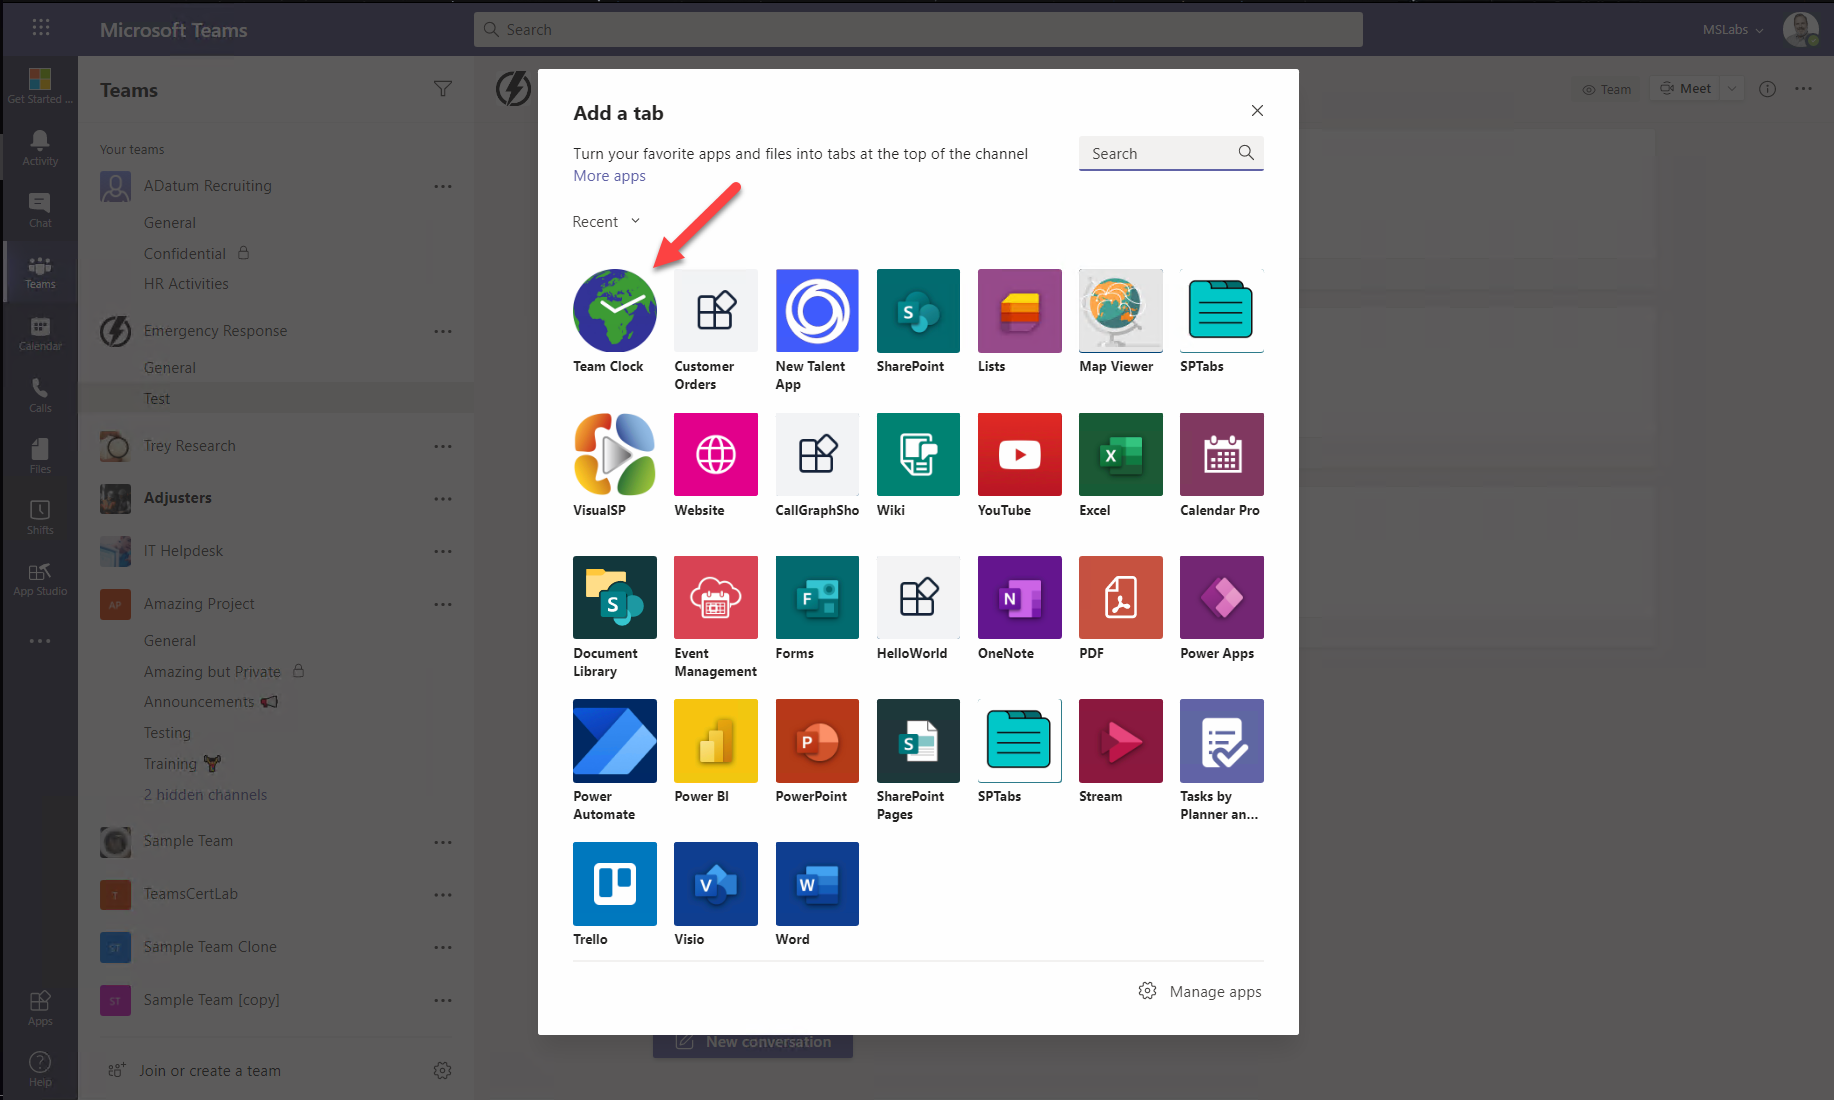 Microsoft Teams
Search
MSLabs
Get Started ...
Activity
Chat
Teams
Calendar
Calls
Files
Shifts
App Studio
Apps
Help
Teams
Your teams
ADatum Recruiting
General
Confidential
HR Activities
Emergency Response
General
Test
Trey Research
Adjusters
IT Helpdesk
AP
Amazing Project
General
Amazing but Private
Announcements
Testing
Training
2 hidden channels
Sample Team
T
TeamsCertLab
ST
Sample Team Clone
ST
Sample Team [copy]
Join or create a team
Team
Meet
Add a tab
Turn your favorite apps and files into tabs at the top of the channel
More apps
Search
Recent
Team Clock
Customer
Orders
New Talent
App
S
SharePoint
Lists
Map Viewer
SPTabs
VisualSP
Website
CallGraphSho
Wiki
YouTube
X
Excel
Calendar Pro
S
Document
Library
Event
Management
F
Forms
HelloWorld
N
OneNote
PDF
Power Apps
Power
Automate
Power BI
P
PowerPoint
S
SharePoint
Pages
SPTabs
Stream
Tasks by
Planner an...
Trello
V
Visio
W
Word
Manage apps
New conversation